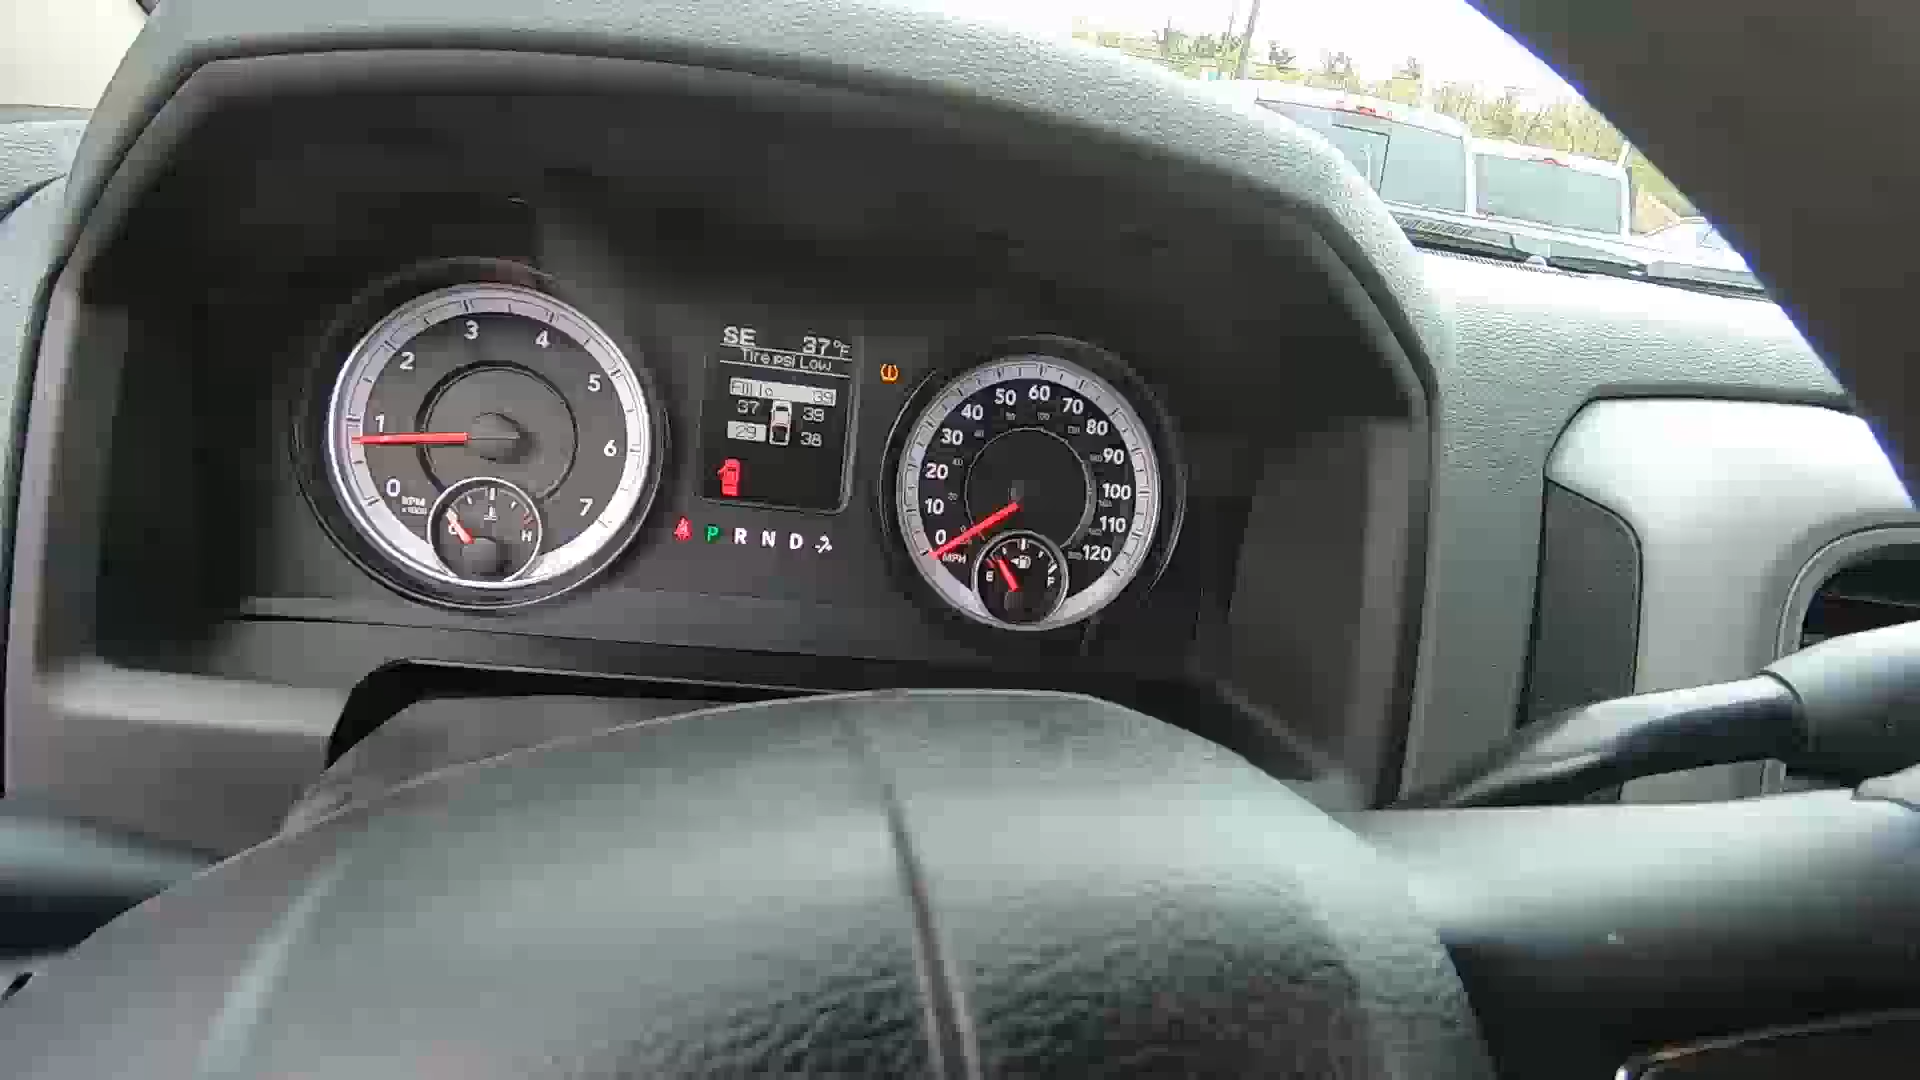 SE 37°F
Tire psi Low
Fill to 39
37 39
29 38
P R N D
0 1 2 3 4 5 6 7
RPM
x1000
C H
0 10 20 30 40 50 60 70 80 90 100 110 120
MPH
E F